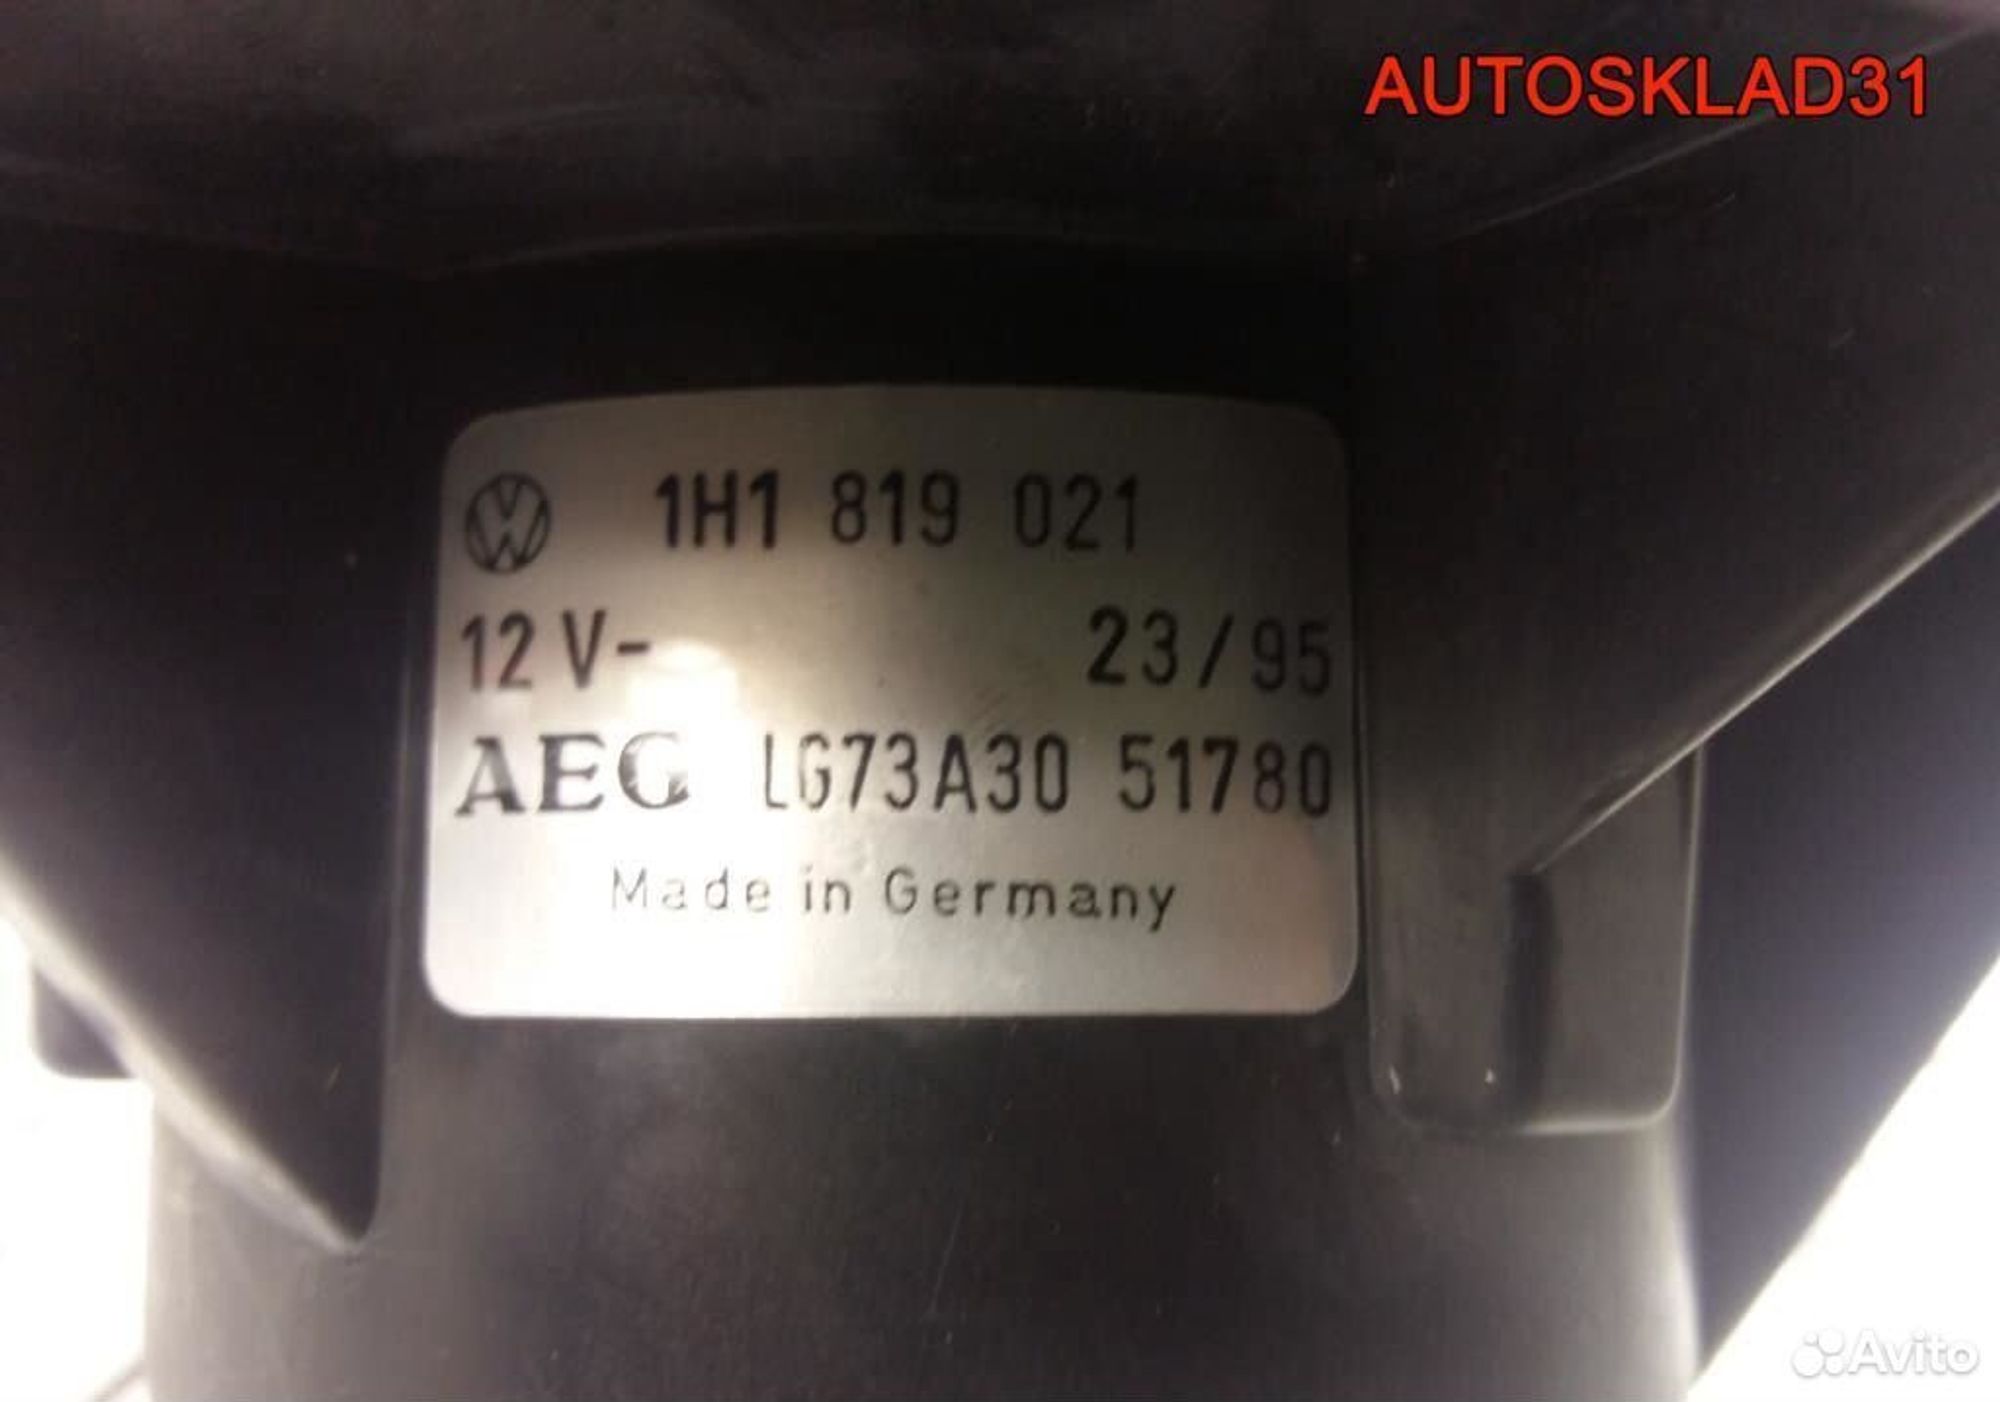 AUTOSKLAD31
1H1 819 021
12 V- 23/95
AEG LG73A30 51780
Made in Germany
Avito